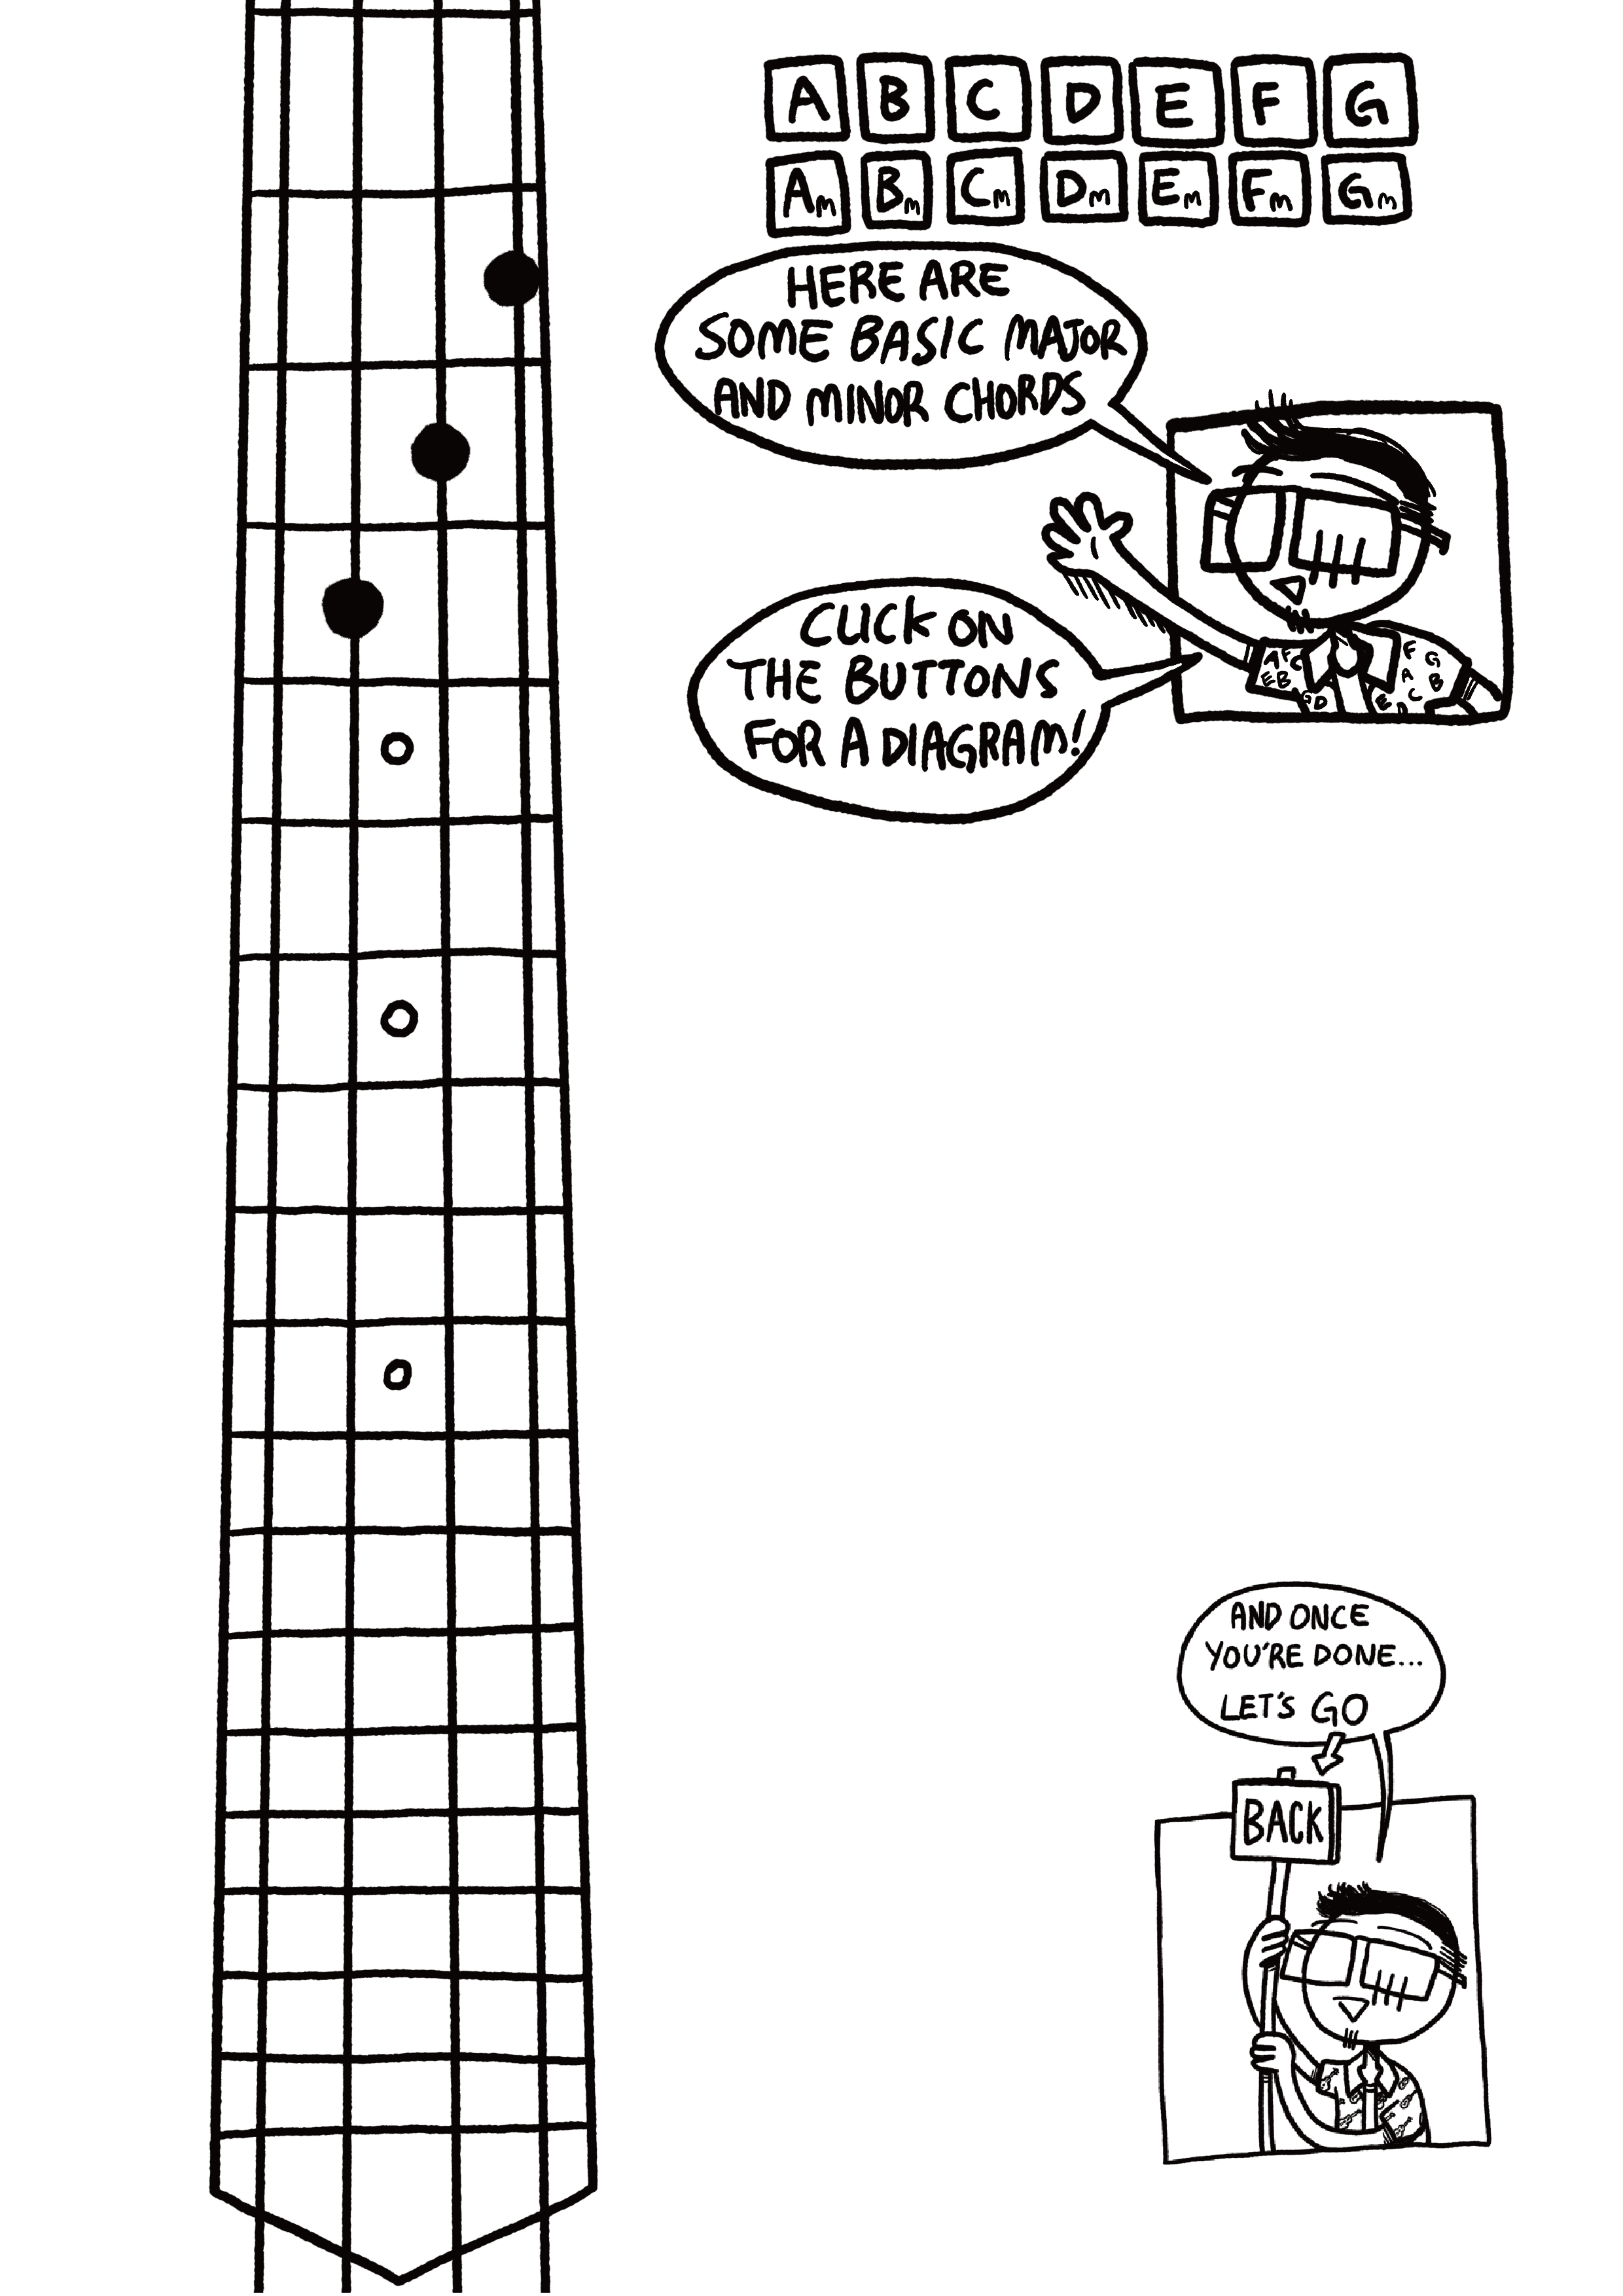 A B C D E F G
Am Bm Cm Dm Em Fm Gm
HERE ARE
SOME BASIC MAJOR
AND MINOR CHORDS
CLICK ON
THE BUTTONS
FOR A DIAGRAM!
A F C F G
E B A B
G D E D C
AND ONCE
YOU'RE DONE...
LET'S GO
BACK